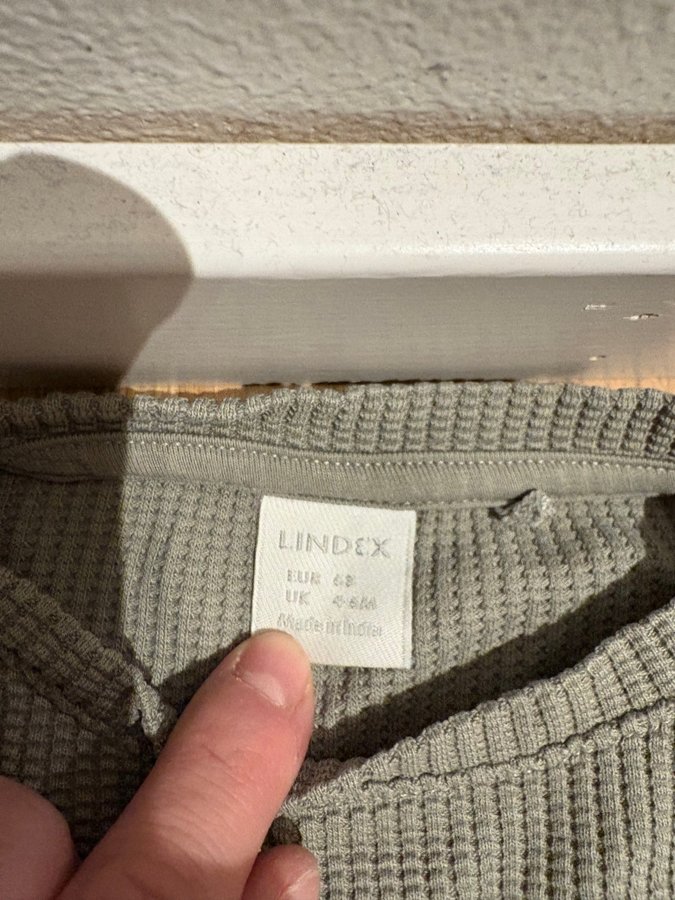 LINDEX
EUR 68
UK 4-6M
Made in India